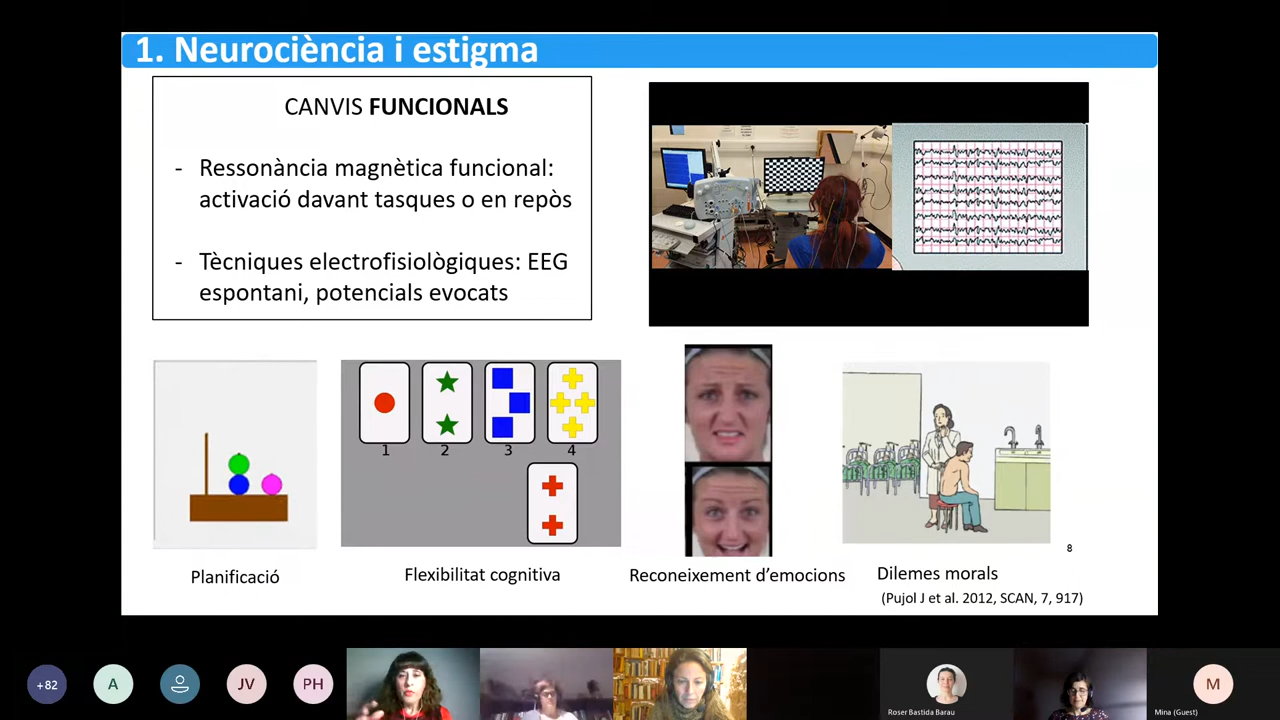 1. Neurociència i estigma
CANVIS FUNCIONALS
- Ressonància magnètica funcional:
activació davant tasques o en repòs
- Tècniques electrofisiològiques: EEG
espontani, potencials evocats
1
2
3
4
8
Planificació
Flexibilitat cognitiva
Reconeixement d'emocions
Dilemes morals
(Pujol J et al. 2012, SCAN, 7, 917)
+82
A
JV
PH
M
Roser Bastida Barau
Mina (Guest)